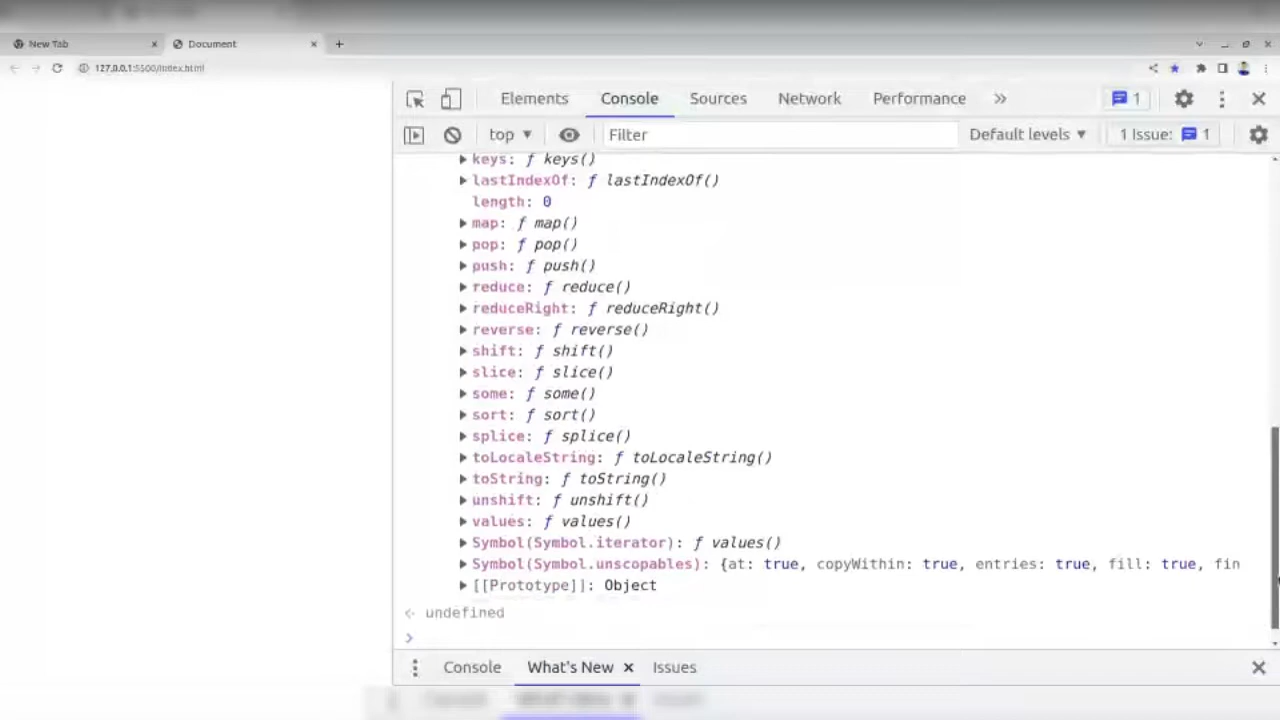 New Tab × Document × +
127.0.0.1:5500/index.html
Elements Console Sources Network Performance » 1
top ▼ Filter Default levels ▼ 1 Issue: 1
keys: ƒ keys()
lastIndexOf: ƒ lastIndexOf()
length: 0
map: ƒ map()
pop: ƒ pop()
push: ƒ push()
reduce: ƒ reduce()
reduceRight: ƒ reduceRight()
reverse: ƒ reverse()
shift: ƒ shift()
slice: ƒ slice()
some: ƒ some()
sort: ƒ sort()
splice: ƒ splice()
toLocaleString: ƒ toLocaleString()
toString: ƒ toString()
unshift: ƒ unshift()
values: ƒ values()
Symbol(Symbol.iterator): ƒ values()
Symbol(Symbol.unscopables): {at: true, copyWithin: true, entries: true, fill: true, fin
[[Prototype]]: Object
undefined
Console What's New × Issues